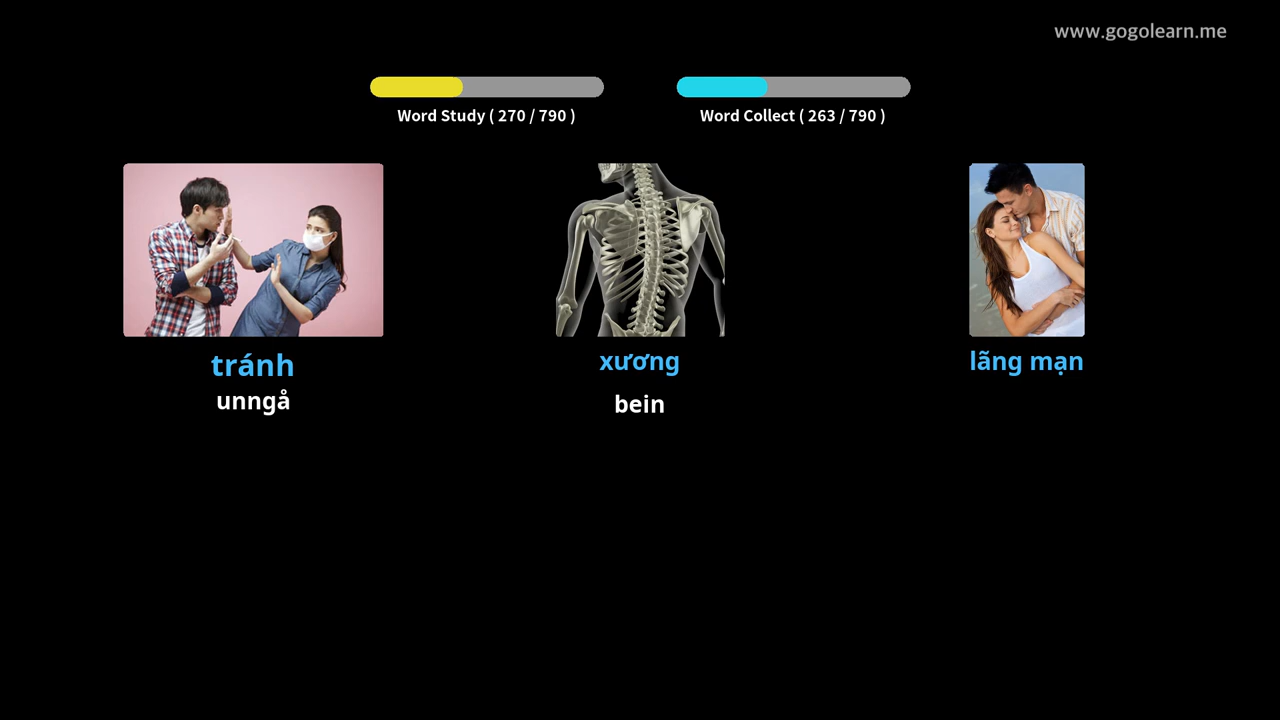 www.gogolearn.me
Word Study ( 270 / 790 )
Word Collect ( 263 / 790 )
tránh
xương
lãng mạn
unngå
bein